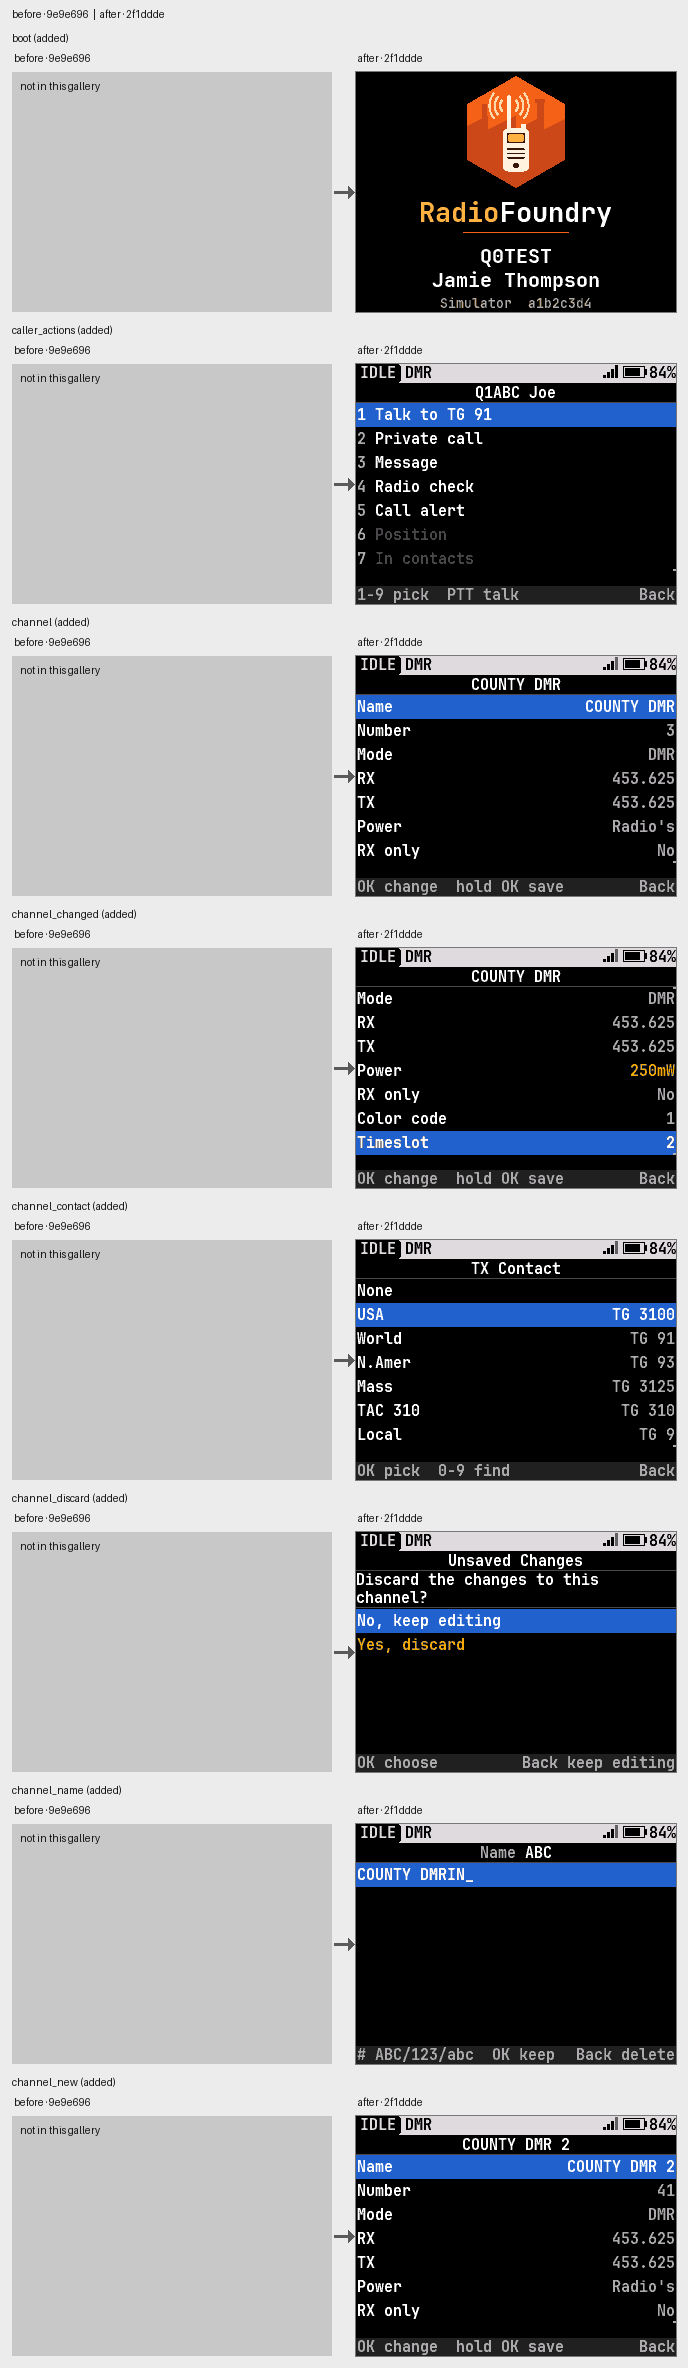 before · 9e9e696 | after · 2f1ddde
boot (added)
before · 9e9e696
after · 2f1ddde
not in this gallery
RadioFoundry
Q0TEST
Jamie Thompson
Simulator a1b2c3d4
caller_actions (added)
before · 9e9e696
after · 2f1ddde
not in this gallery
IDLE DMR 84%
Q1ABC Joe
1 Talk to TG 91
2 Private call
3 Message
4 Radio check
5 Call alert
6 Position
7 In contacts
1-9 pick PTT talk Back
channel (added)
before · 9e9e696
after · 2f1ddde
not in this gallery
IDLE DMR 84%
COUNTY DMR
Name COUNTY DMR
Number 3
Mode DMR
RX 453.625
TX 453.625
Power Radio's
RX only No
OK change hold OK save Back
channel_changed (added)
before · 9e9e696
after · 2f1ddde
not in this gallery
IDLE DMR 84%
COUNTY DMR
Mode DMR
RX 453.625
TX 453.625
Power 250mW
RX only No
Color code 1
Timeslot 2
OK change hold OK save Back
channel_contact (added)
before · 9e9e696
after · 2f1ddde
not in this gallery
IDLE DMR 84%
TX Contact
None
USA TG 3100
World TG 91
N.Amer TG 93
Mass TG 3125
TAC 310 TG 310
Local TG 9
OK pick 0-9 find Back
channel_discard (added)
before · 9e9e696
after · 2f1ddde
not in this gallery
IDLE DMR 84%
Unsaved Changes
Discard the changes to this
channel?
No, keep editing
Yes, discard
OK choose Back keep editing
channel_name (added)
before · 9e9e696
after · 2f1ddde
not in this gallery
IDLE DMR 84%
Name ABC
COUNTY DMRIN_
# ABC/123/abc OK keep Back delete
channel_new (added)
before · 9e9e696
after · 2f1ddde
not in this gallery
IDLE DMR 84%
COUNTY DMR 2
Name COUNTY DMR 2
Number 41
Mode DMR
RX 453.625
TX 453.625
Power Radio's
RX only No
OK change hold OK save Back